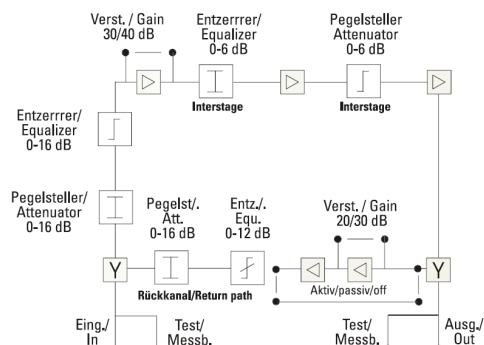 Verst. / Gain
30/40 dB
Entzerrrer/
Equalizer
0-6 dB
Pegelsteller
Attenuator
0-6 dB
Interstage
Interstage
Entzerrrer/
Equalizer
0-16 dB
Pegelsteller/
Attenuator
0-16 dB
Pegelst/.
Att.
0-16 dB
Entz./.
Equ.
0-12 dB
Verst. / Gain
20/30 dB
Y
Y
Aktiv/passiv/off
Rückkanal/Return path
Eing./
In
Test/
Messb.
Test/
Messb.
Ausg./
Out